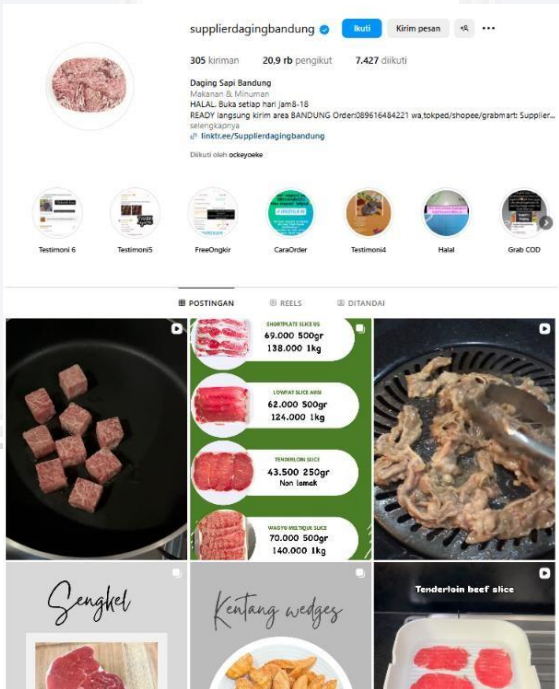 supplierdagingbandung
Ikuti
Kirim pesan
305 kiriman
20,9 rb pengikut
7.427 diikuti
Daging Sapi Bandung
Makanan & Minuman
HALAL. Buka setiap hari jam8-18
READY langsung kirim area BANDUNG Order:089616484221 wa,tokped/shopee/grabmart: Supplier...
selengkapnya
linktr.ee/Supplierdagingbandung
Diikuti oleh ockeyoeke
Testimoni 6
Testimoni5
FreeOngkir
CaraOrder
Testimoni4
Halal
Grab COD
POSTINGAN
REELS
DITANDAI
SHORTPLATE SLICE US
69.000 500gr
138.000 1kg
LOWFAT SLICE AUSI
62.000 500gr
124.000 1kg
TENDERLOIN SLICE
43.500 250gr
Non lemak
WAGYU MELTIQUE SLICE
70.000 500gr
140.000 1kg
Sengkel
Kentang wedges
Tenderloin beef slice